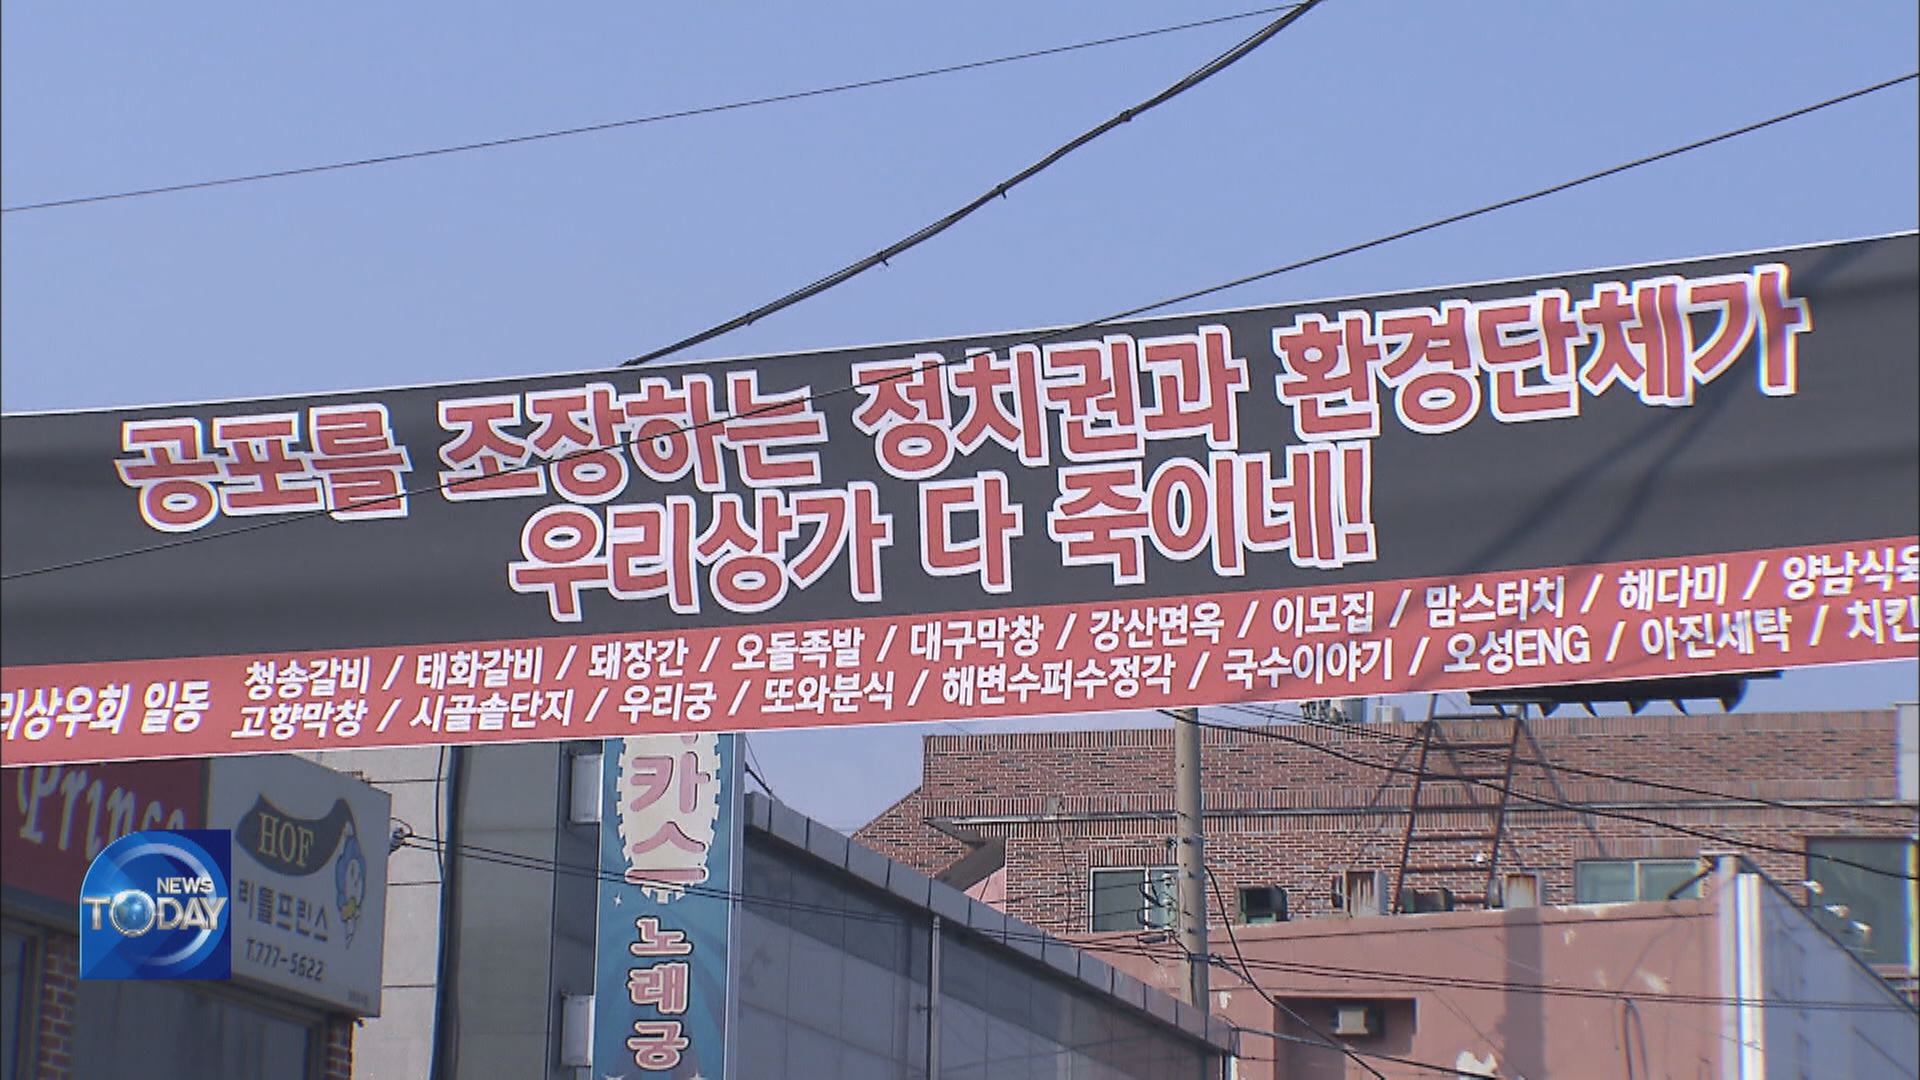 공포를 조장하는 정치권과 환경단체가
우리상가 다 죽이네!
청송갈비 / 태화갈비 / 돼장간 / 오돌족발 / 대구막창 / 강산면옥 / 이모집 / 맘스터치 / 해다미 / 양남식육
리상우회 일동
고향막창 / 시골솥단지 / 우리궁 / 또와분식 / 해변수퍼수정각 / 국수이야기 / 오성ENG / 아진세탁 / 치킨
Prince
HOF
리틀프린스
T.777-5622
카스
노래궁
NEWS
TODAY